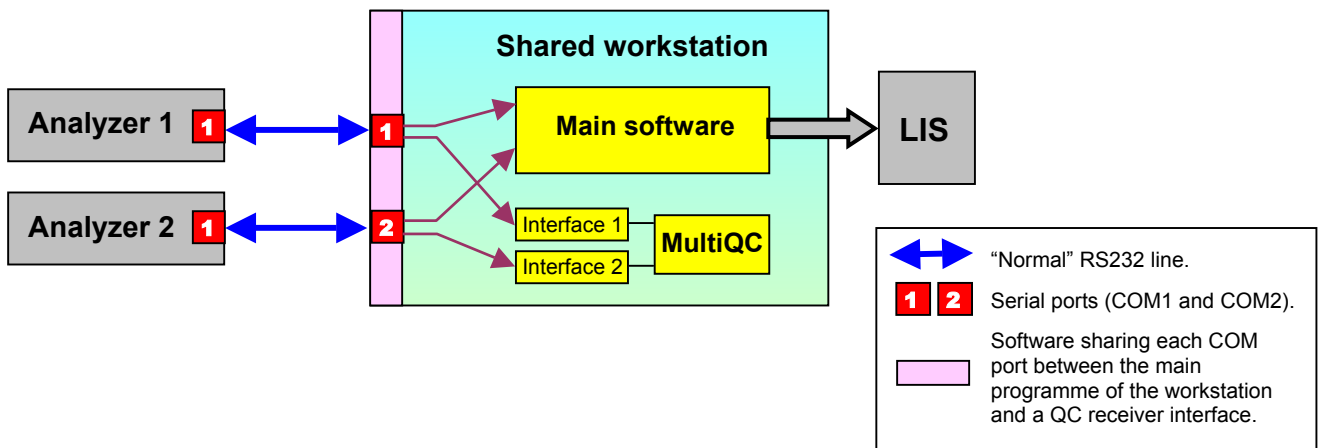 Shared workstation
Analyzer 1 1
1
Main software
LIS
Analyzer 2 1
2
Interface 1
Interface 2
MultiQC
“Normal” RS232 line.
1 2 Serial ports (COM1 and COM2).
Software sharing each COM
port between the main
programme of the workstation
and a QC receiver interface.